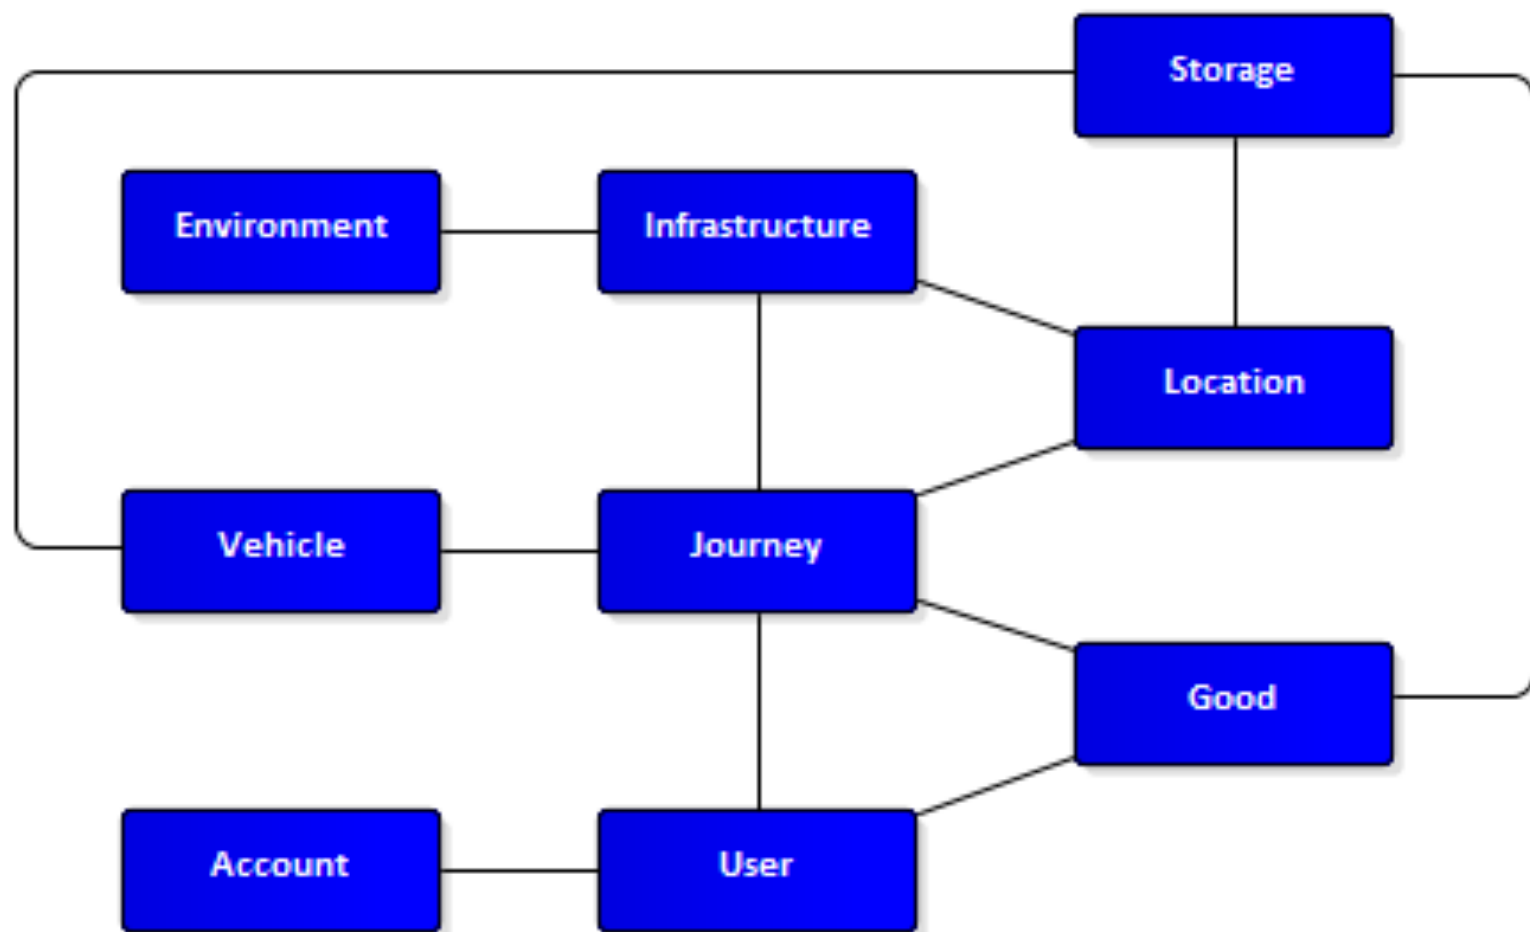 Storage
Environment
Infrastructure
Location
Vehicle
Journey
Good
Account
User